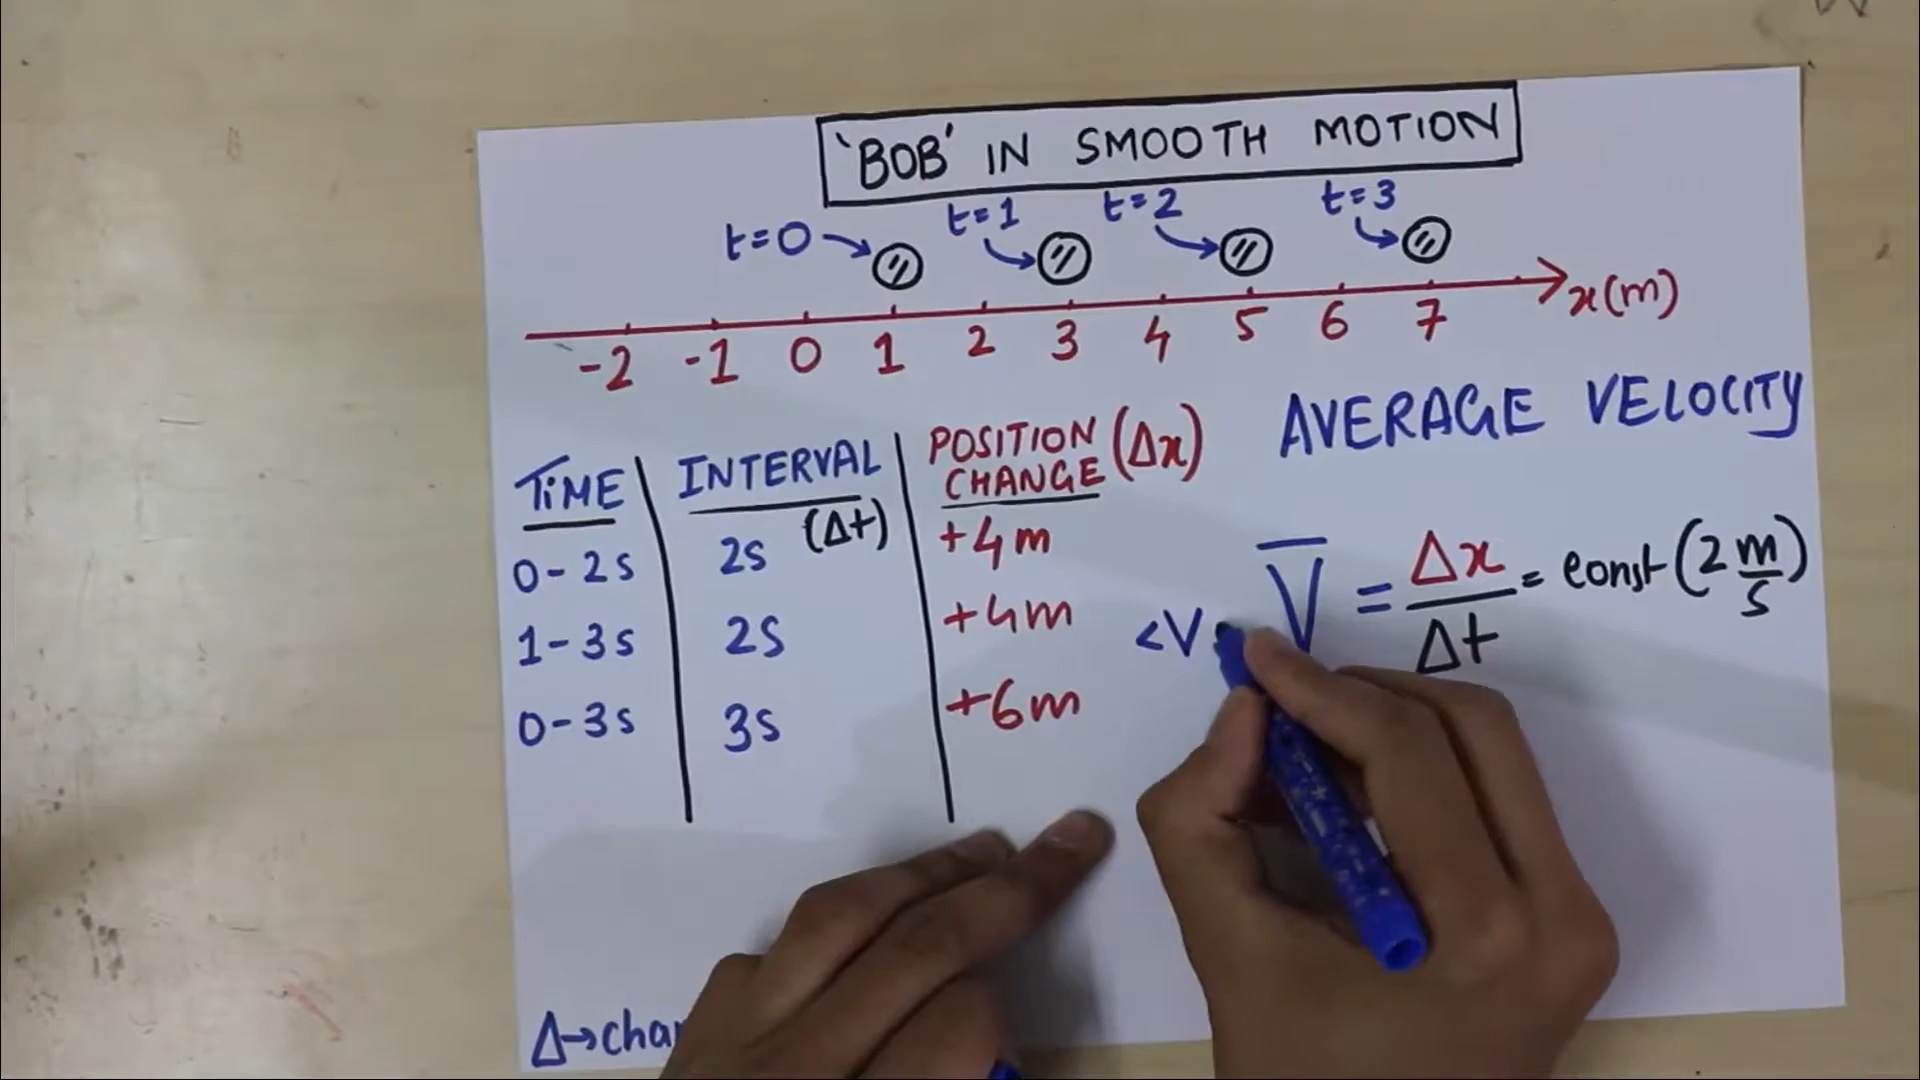 'BOB' IN SMOOTH MOTION
t=0 t=1 t=2 t=3
-2 -1 0 1 2 3 4 5 6 7 x(m)
AVERAGE VELOCITY
TIME INTERVAL (Δt) POSITION CHANGE (Δx)
0-2s 2s +4m
1-3s 2s +4m
0-3s 3s +6m
<V V̄ = Δx/Δt = const (2 m/s)
Δ→